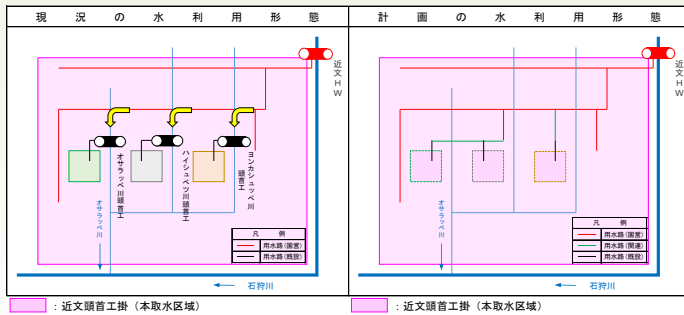 現況の水利用形態
近文HW
オサラッペ川頭首工
ハイシュベツ川頭首工
ヨンカシュッペ川
頭首工
オサラッペ川
凡例
用水路(国営)
用水路(関連)
用水路(既設)
石狩川
:近文頭首工掛(本取水区域)
計画の水利用形態
近文HW
オサラッペ川
凡例
用水路(国営)
用水路(関連)
用水路(既設)
石狩川
:近文頭首工掛(本取水区域)